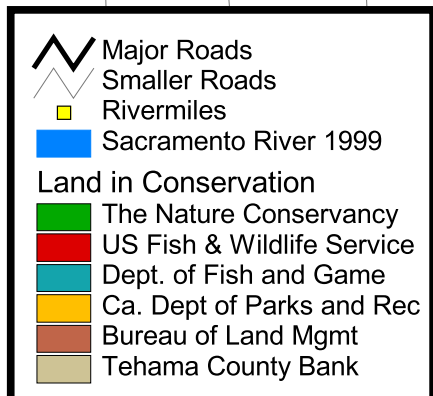 Major Roads
Smaller Roads
Rivermiles
Sacramento River 1999
Land in Conservation
The Nature Conservancy
US Fish & Wildlife Service
Dept. of Fish and Game
Ca. Dept of Parks and Rec
Bureau of Land Mgmt
Tehama County Bank